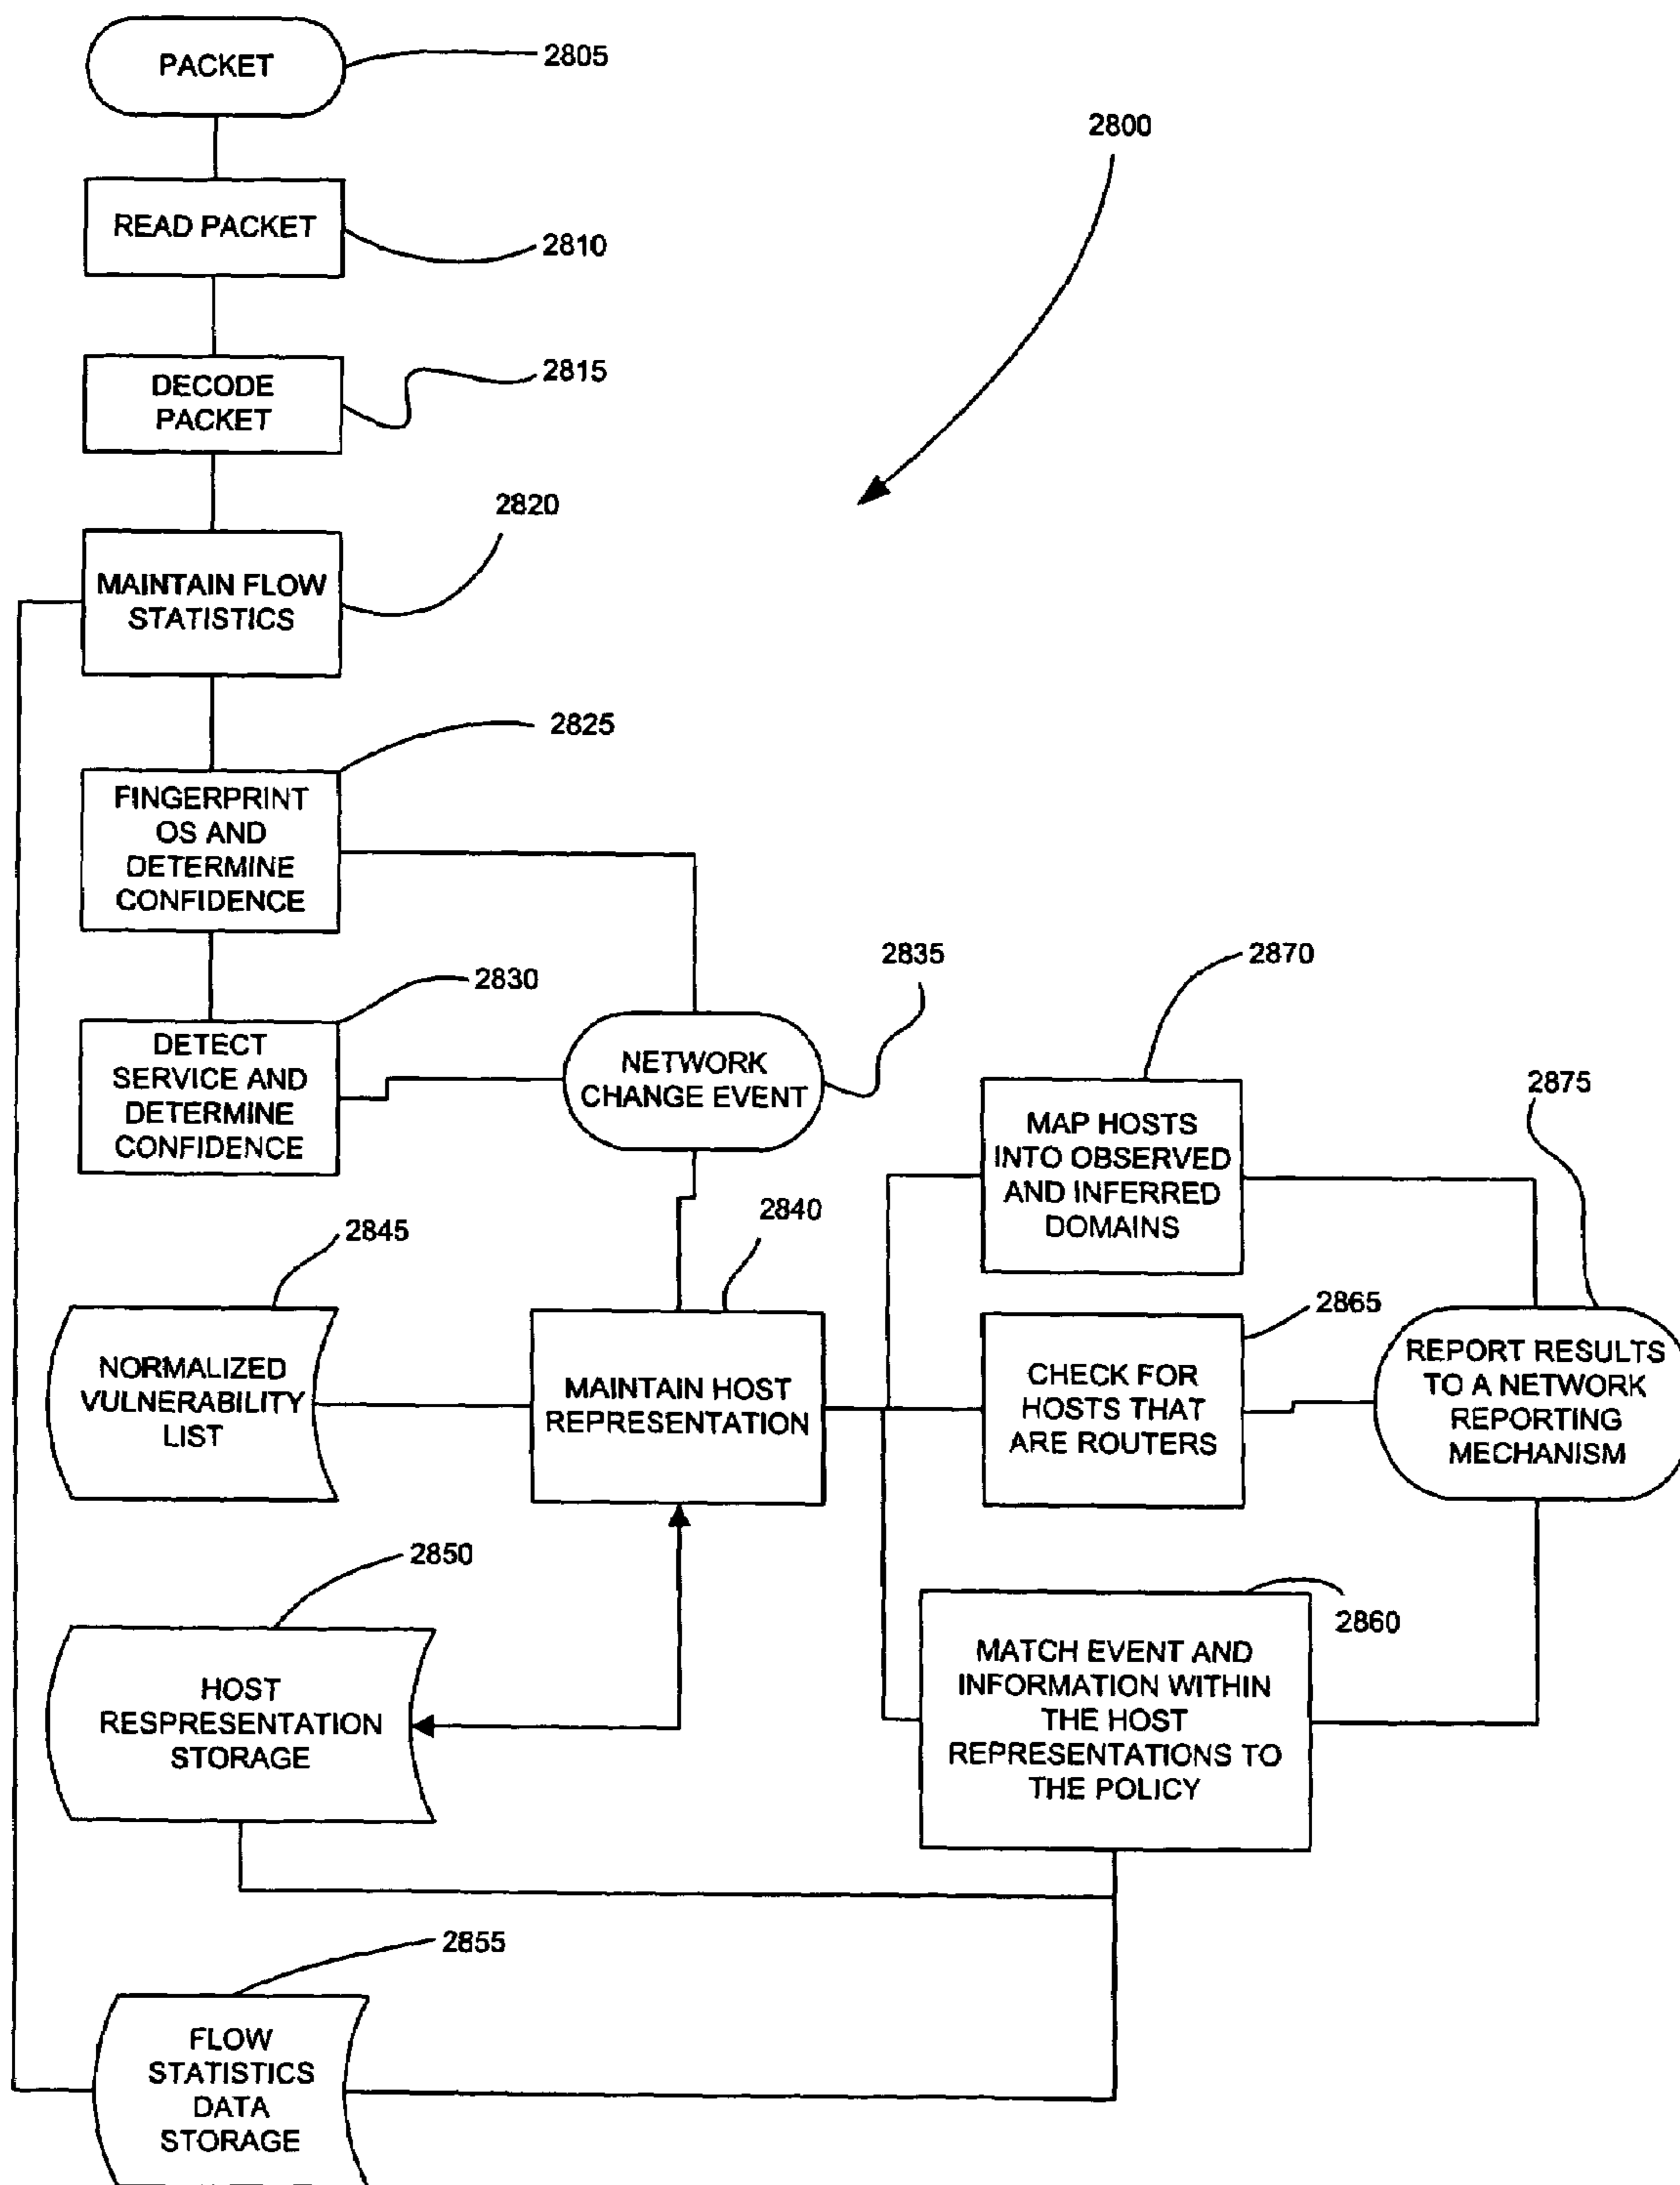 PACKET
2805
2800
READ PACKET
2810
DECODE
PACKET
2815
2820
MAINTAIN FLOW
STATISTICS
2825
FINGERPRINT
OS AND
DETERMINE
CONFIDENCE
2830
DETECT
SERVICE AND
DETERMINE
CONFIDENCE
2835
NETWORK
CHANGE EVENT
2870
MAP HOSTS
INTO OBSERVED
AND INFERRED
DOMAINS
2875
REPORT RESULTS
TO A NETWORK
REPORTING
MECHANISM
2845
NORMALIZED
VULNERABILITY
LIST
2840
MAINTAIN HOST
REPRESENTATION
2865
CHECK FOR
HOSTS THAT
ARE ROUTERS
2850
HOST
RESPRESENTATION
STORAGE
2860
MATCH EVENT AND
INFORMATION WITHIN
THE HOST
REPRESENTATIONS TO
THE POLICY
2855
FLOW
STATISTICS
DATA
STORAGE